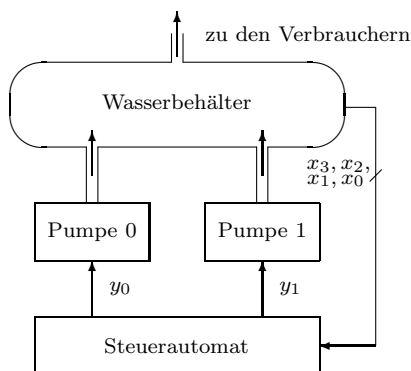 zu den Verbrauchern
Wasserbehälter
x₃, x₂,
x₁, x₀
Pumpe 0
Pumpe 1
y₀
y₁
Steuerautomat